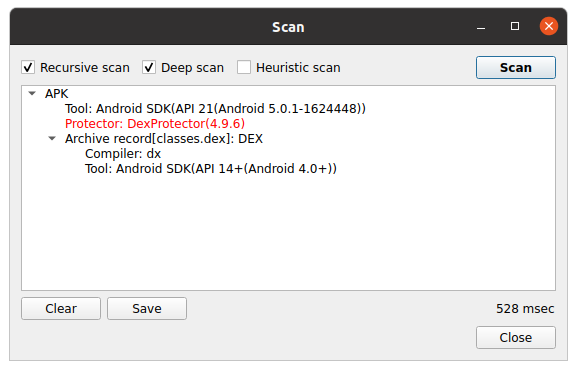 Scan
Recursive scan Deep scan Heuristic scan Scan
APK
Tool: Android SDK(API 21(Android 5.0.1-1624448))
Protector: DexProtector(4.9.6)
Archive record[classes.dex]: DEX
Compiler: dx
Tool: Android SDK(API 14+(Android 4.0+))
Clear Save 528 msec
Close